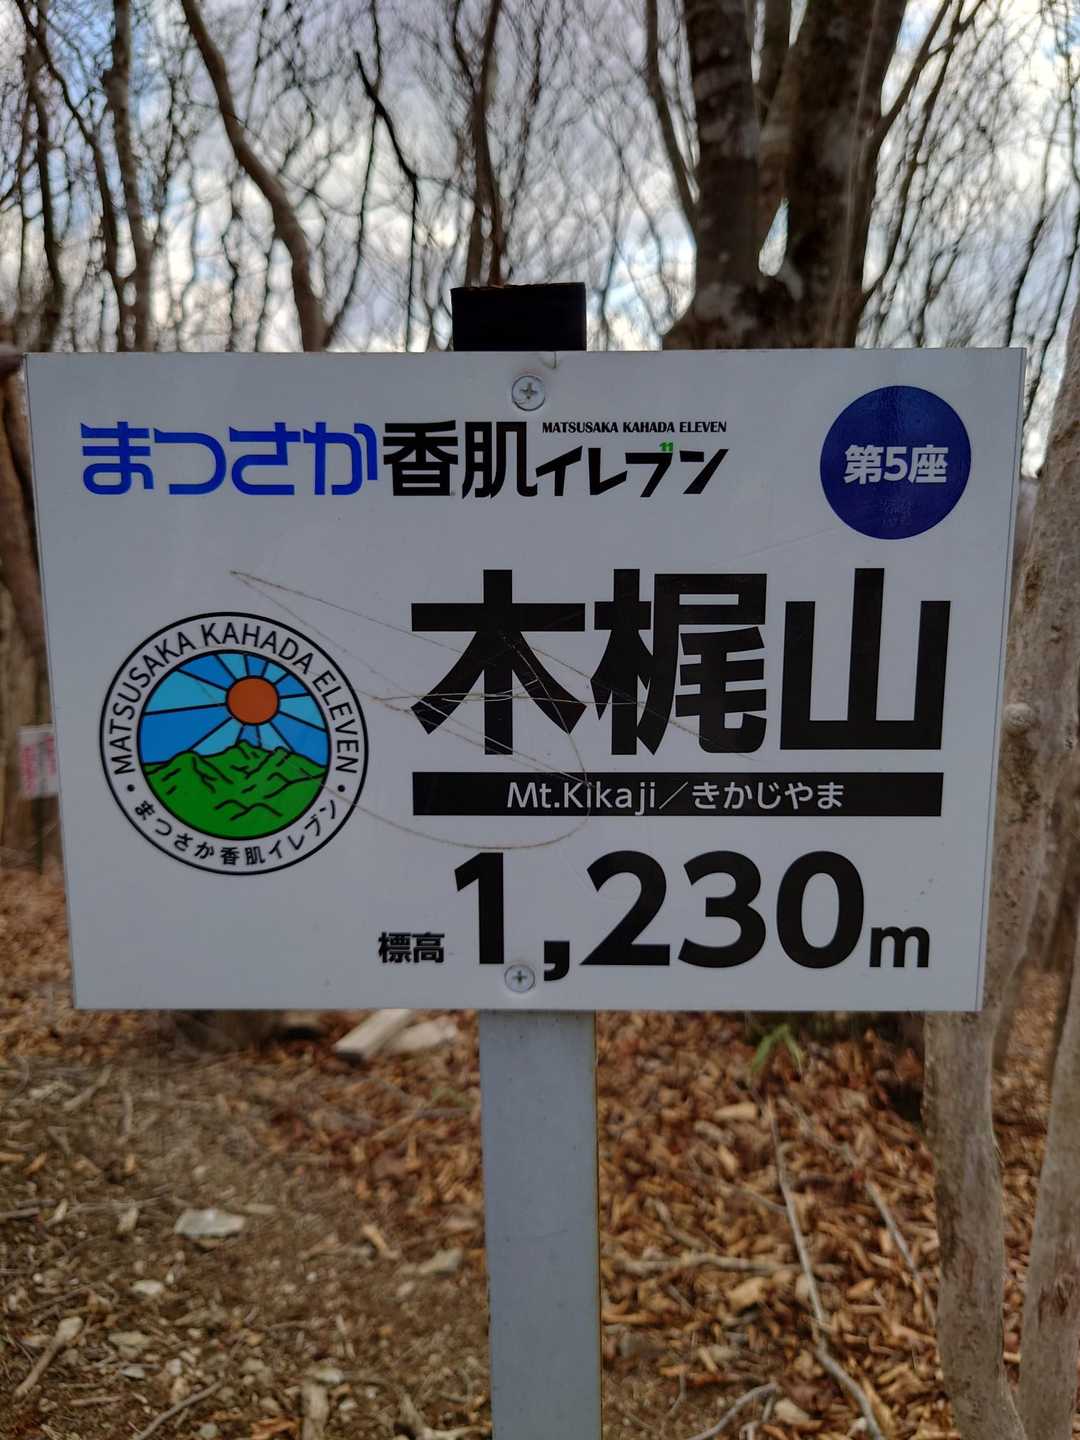 まつさか香肌イレブン
MATSUSAKA KAHADA ELEVEN
11
第5座
MATSUSAKA KAHADA ELEVEN
まつさか香肌イレブン
木梶山
Mt.Kikaji／きかじやま
標高 1,230m